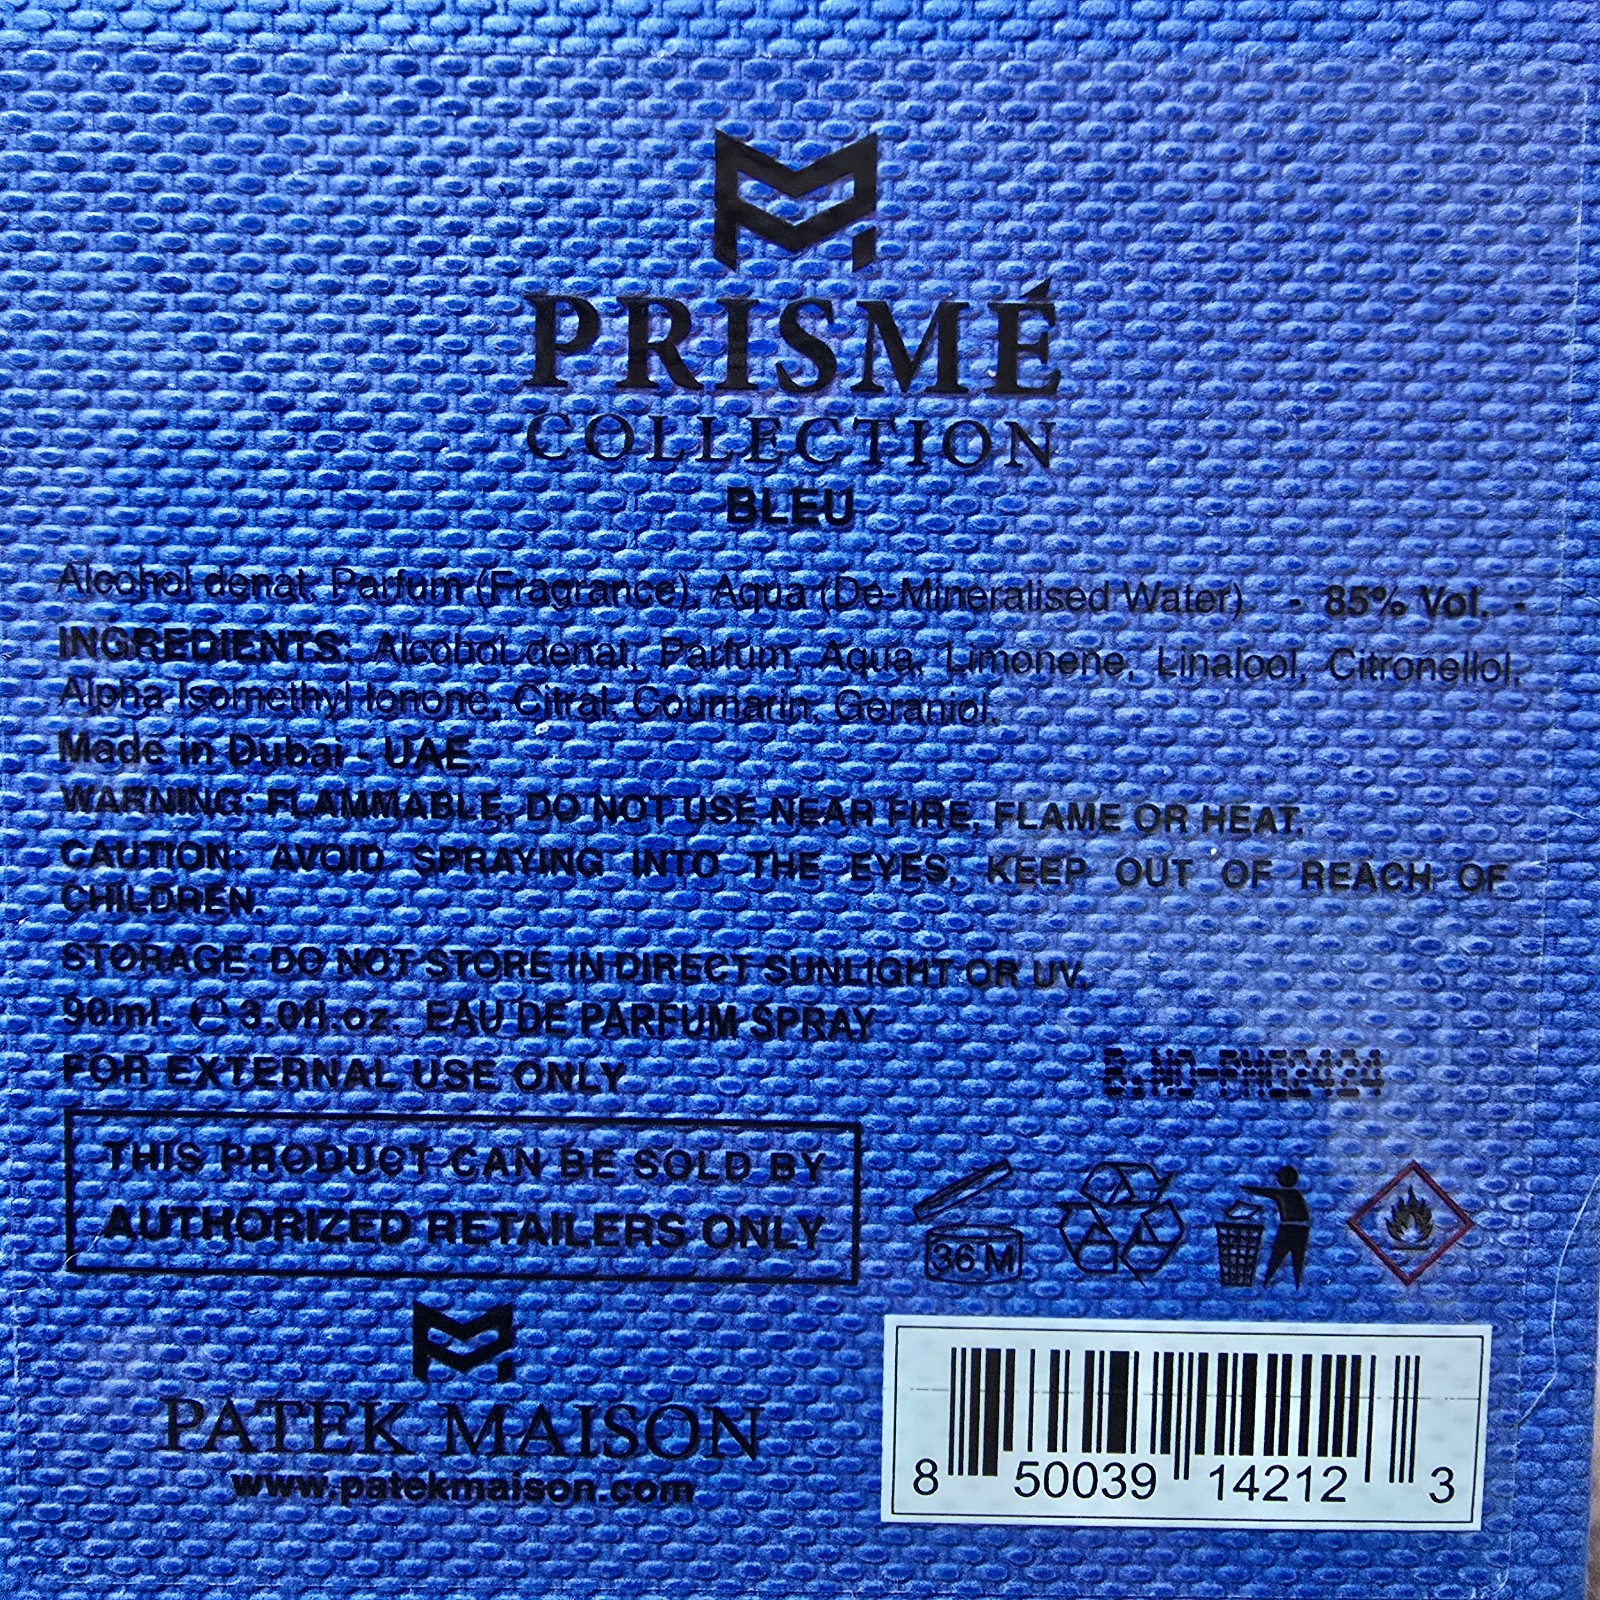 PRISMÉ
COLLECTION
BLEU
Alcohol denat, Parfum (Fragrance), Aqua (De-Mineralised Water) - 85% Vol. -
INGREDIENTS: Alcohol denat, Parfum, Aqua, Limonene, Linalool, Citronellol,
Alpha Isomethyl Ionone, Citral, Coumarin, Geraniol.
Made in Dubai - UAE.
WARNING: FLAMMABLE, DO NOT USE NEAR FIRE, FLAME OR HEAT.
CAUTION: AVOID SPRAYING INTO THE EYES, KEEP OUT OF REACH OF
CHILDREN.
STORAGE: DO NOT STORE IN DIRECT SUNLIGHT OR UV.
90ml. ℮ 3.0fl.oz. EAU DE PARFUM SPRAY
FOR EXTERNAL USE ONLY
THIS PRODUCT CAN BE SOLD BY
AUTHORIZED RETAILERS ONLY
36 M
PATEK MAISON
www.patekmaison.com
8 50039 14212 3